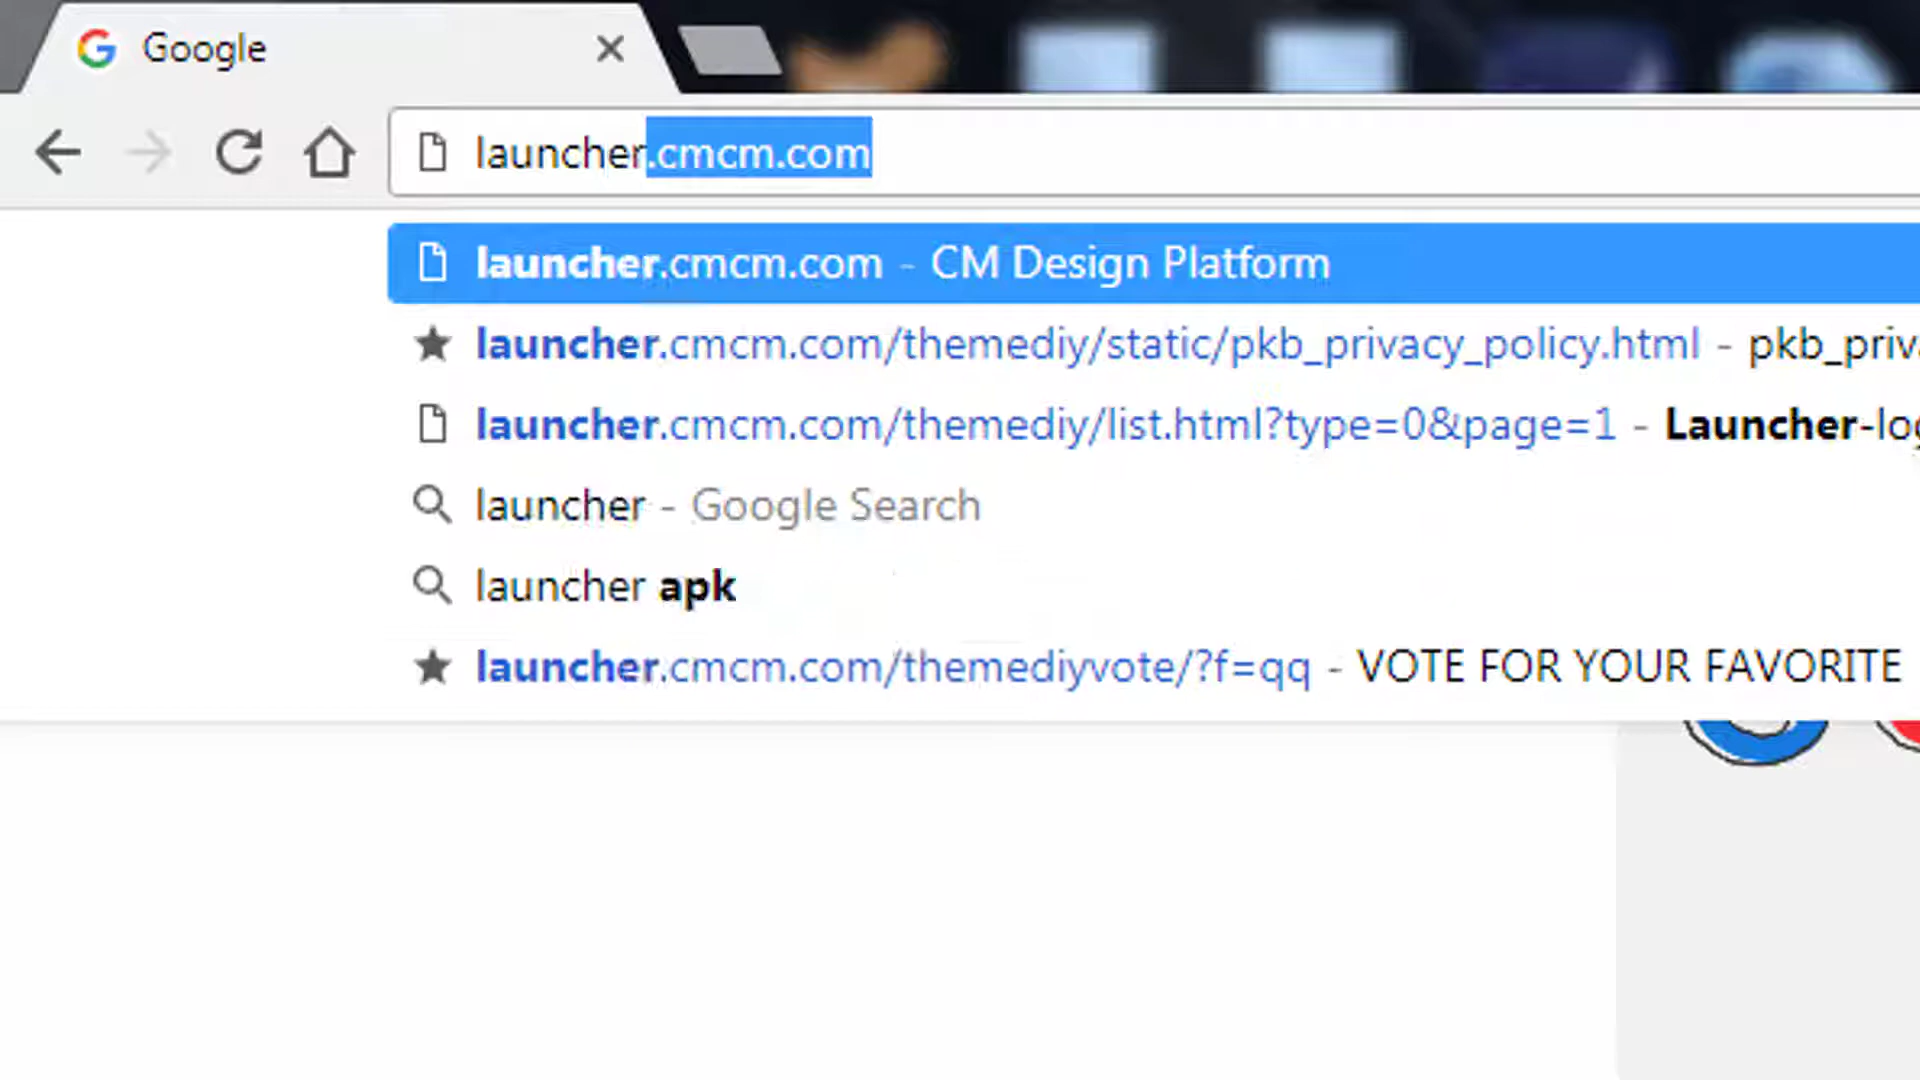 Google
launcher.cmcm.com
launcher.cmcm.com - CM Design Platform
launcher.cmcm.com/themediy/static/pkb_privacy_policy.html - pkb_priva
launcher.cmcm.com/themediy/list.html?type=0&page=1 - Launcher-log
launcher - Google Search
launcher apk
launcher.cmcm.com/themediyvote/?f=qq - VOTE FOR YOUR FAVORITE